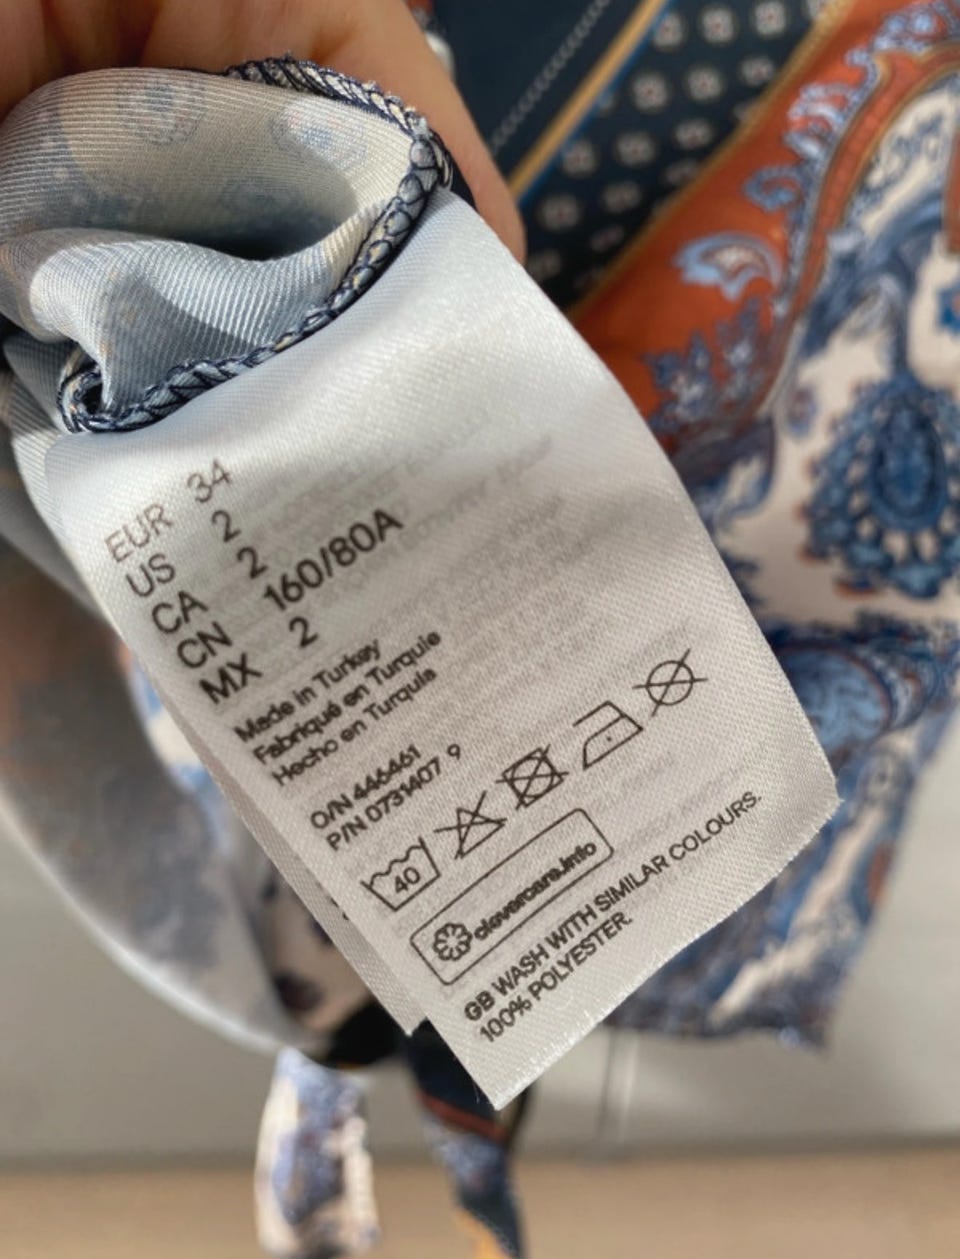 EUR 34
US 2
CA 2
CN 160/80A
MX 2
Made in Turkey
Fabriqué en Turquie
Hecho en Turquía
O/N 446461
P/N 0731407 9
40
clevercare.info
GB WASH WITH SIMILAR COLOURS.
100% POLYESTER.